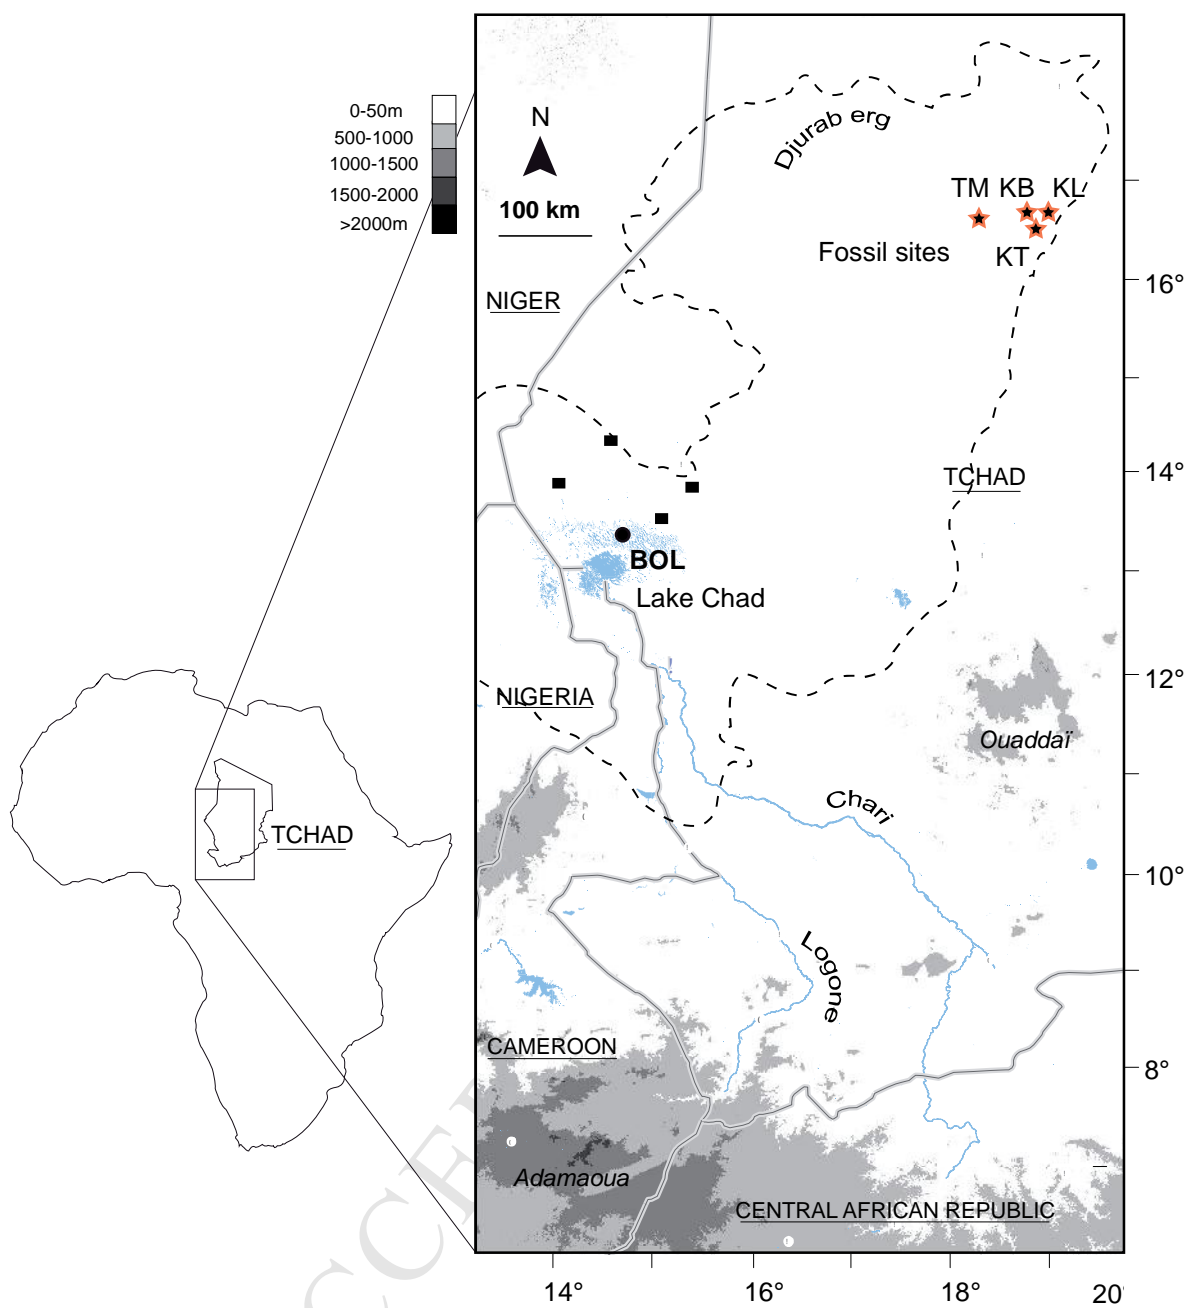 0-50m
500-1000
1000-1500
1500-2000
>2000m
N
100 km
Djurab erg
TM KB KL
KT
Fossil sites
16°
NIGER
14°
TCHAD
BOL
Lake Chad
12°
NIGERIA
Ouaddaï
Chari
TCHAD
10°
Logone
CAMEROON
8°
Adamaoua
CENTRAL AFRICAN REPUBLIC
14°
16°
18°
20